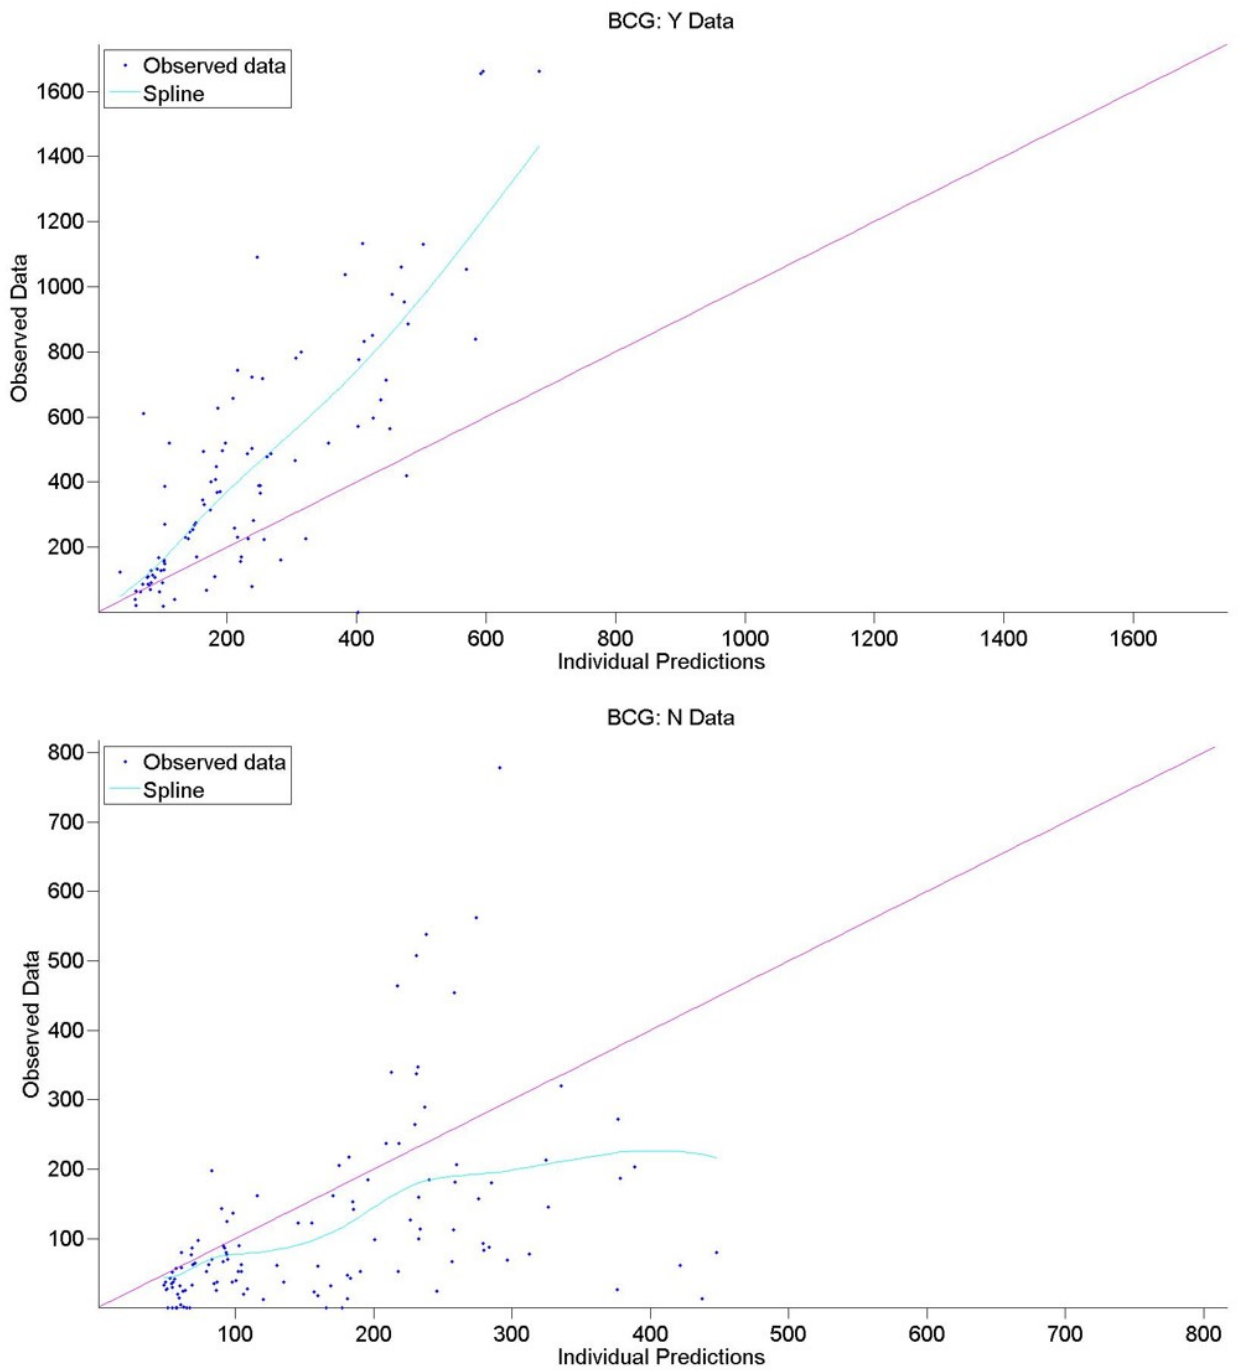 BCG: Y Data
Observed data
Spline
1600
1400
1200
1000
800
600
400
200
Observed Data
200 400 600 800 1000 1200 1400 1600
Individual Predictions
BCG: N Data
Observed data
Spline
800
700
600
500
400
300
200
100
Observed Data
100 200 300 400 500 600 700 800
Individual Predictions